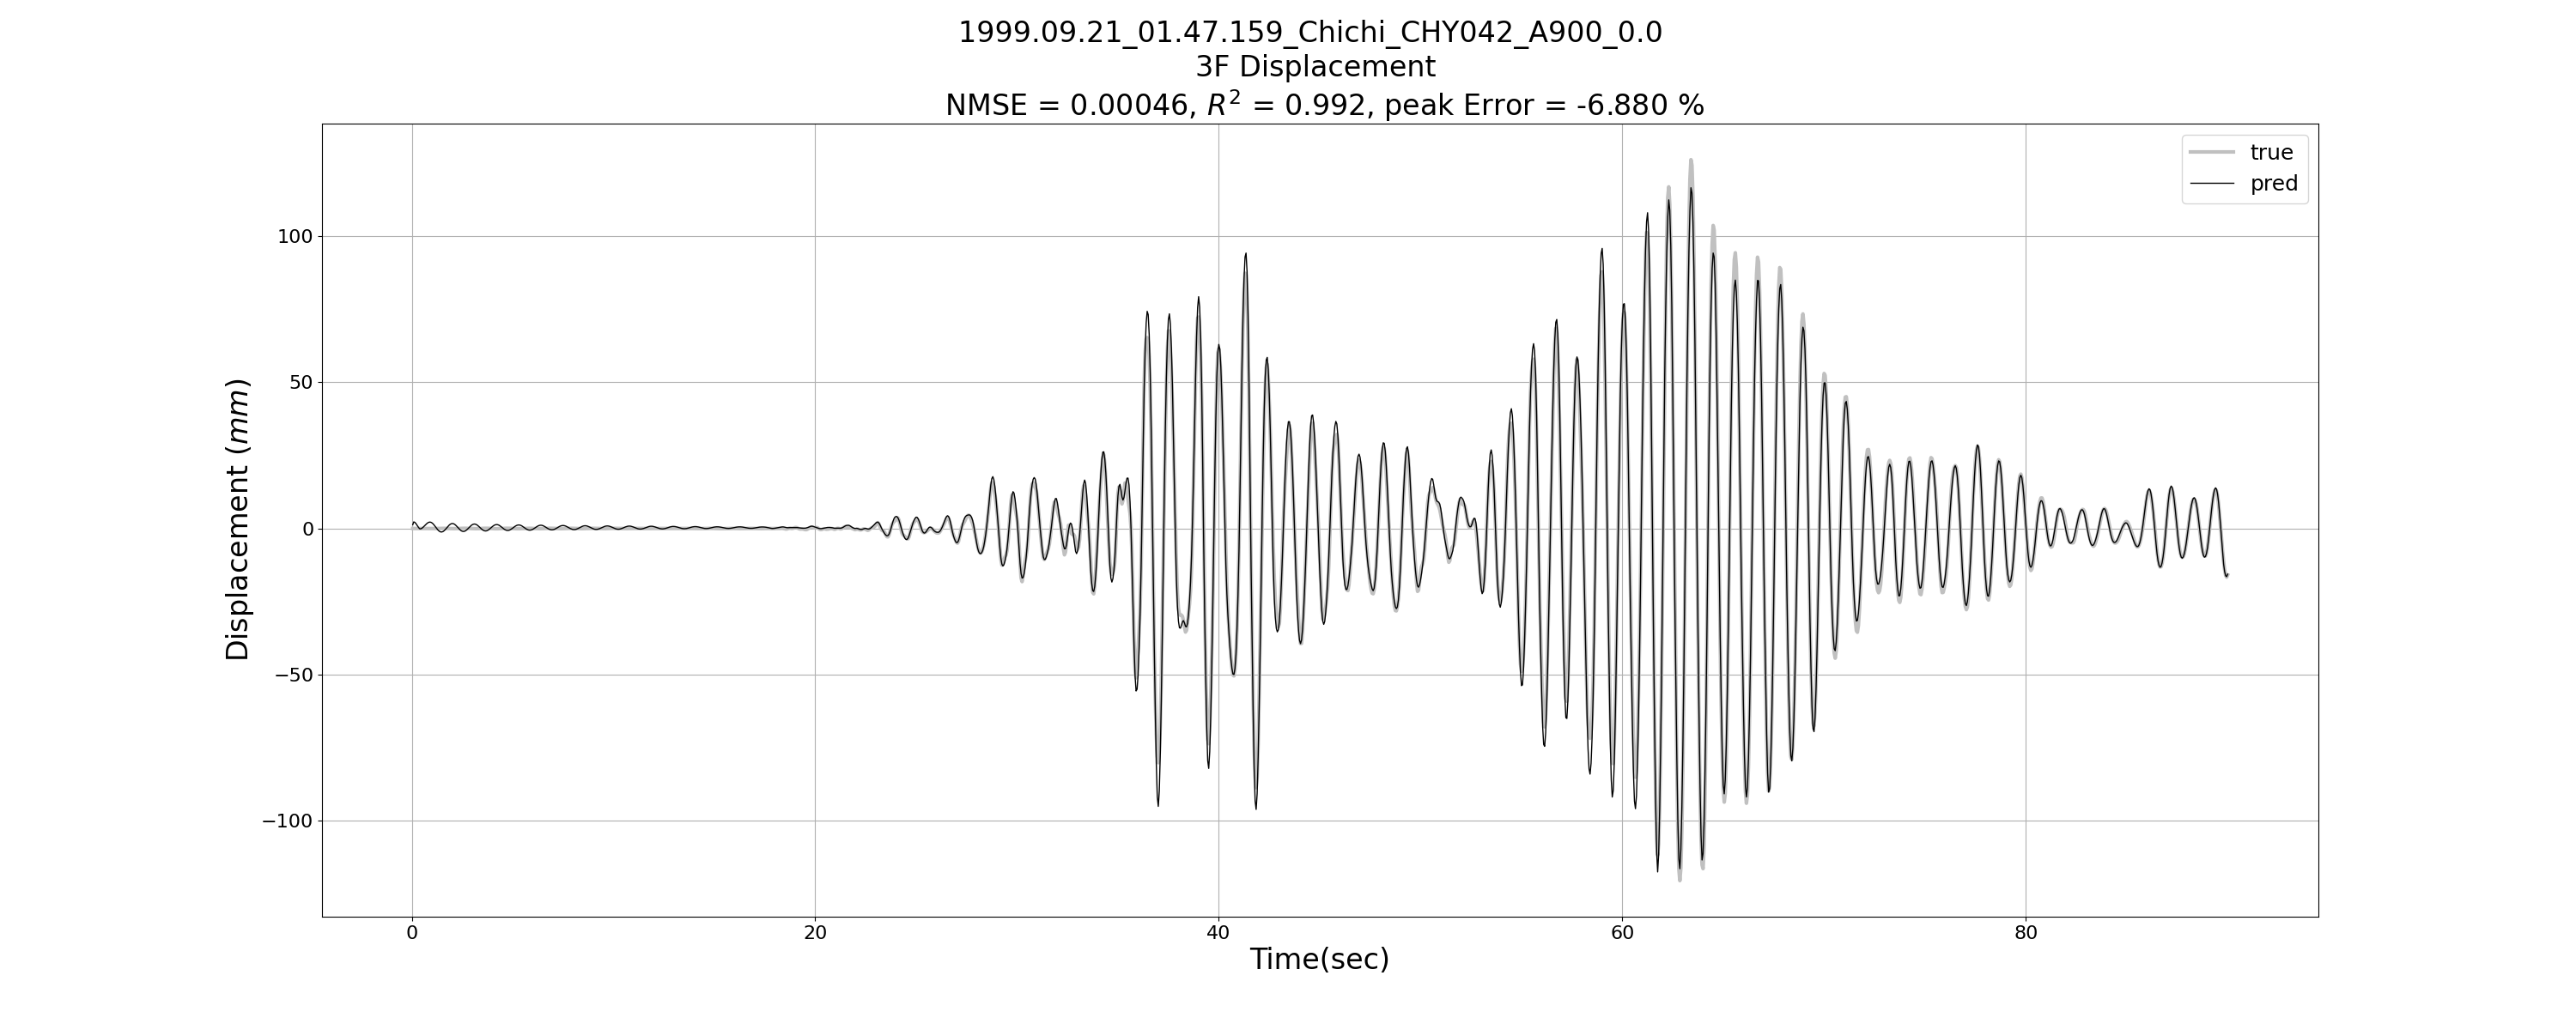 1999.09.21_01.47.159_Chichi_CHY042_A900_0.0
3F Displacement
NMSE = 0.00046, R² = 0.992, peak Error = -6.880 %
true
pred
Displacement (mm)
100
50
0
−50
−100
0
20
40
60
80
Time(sec)